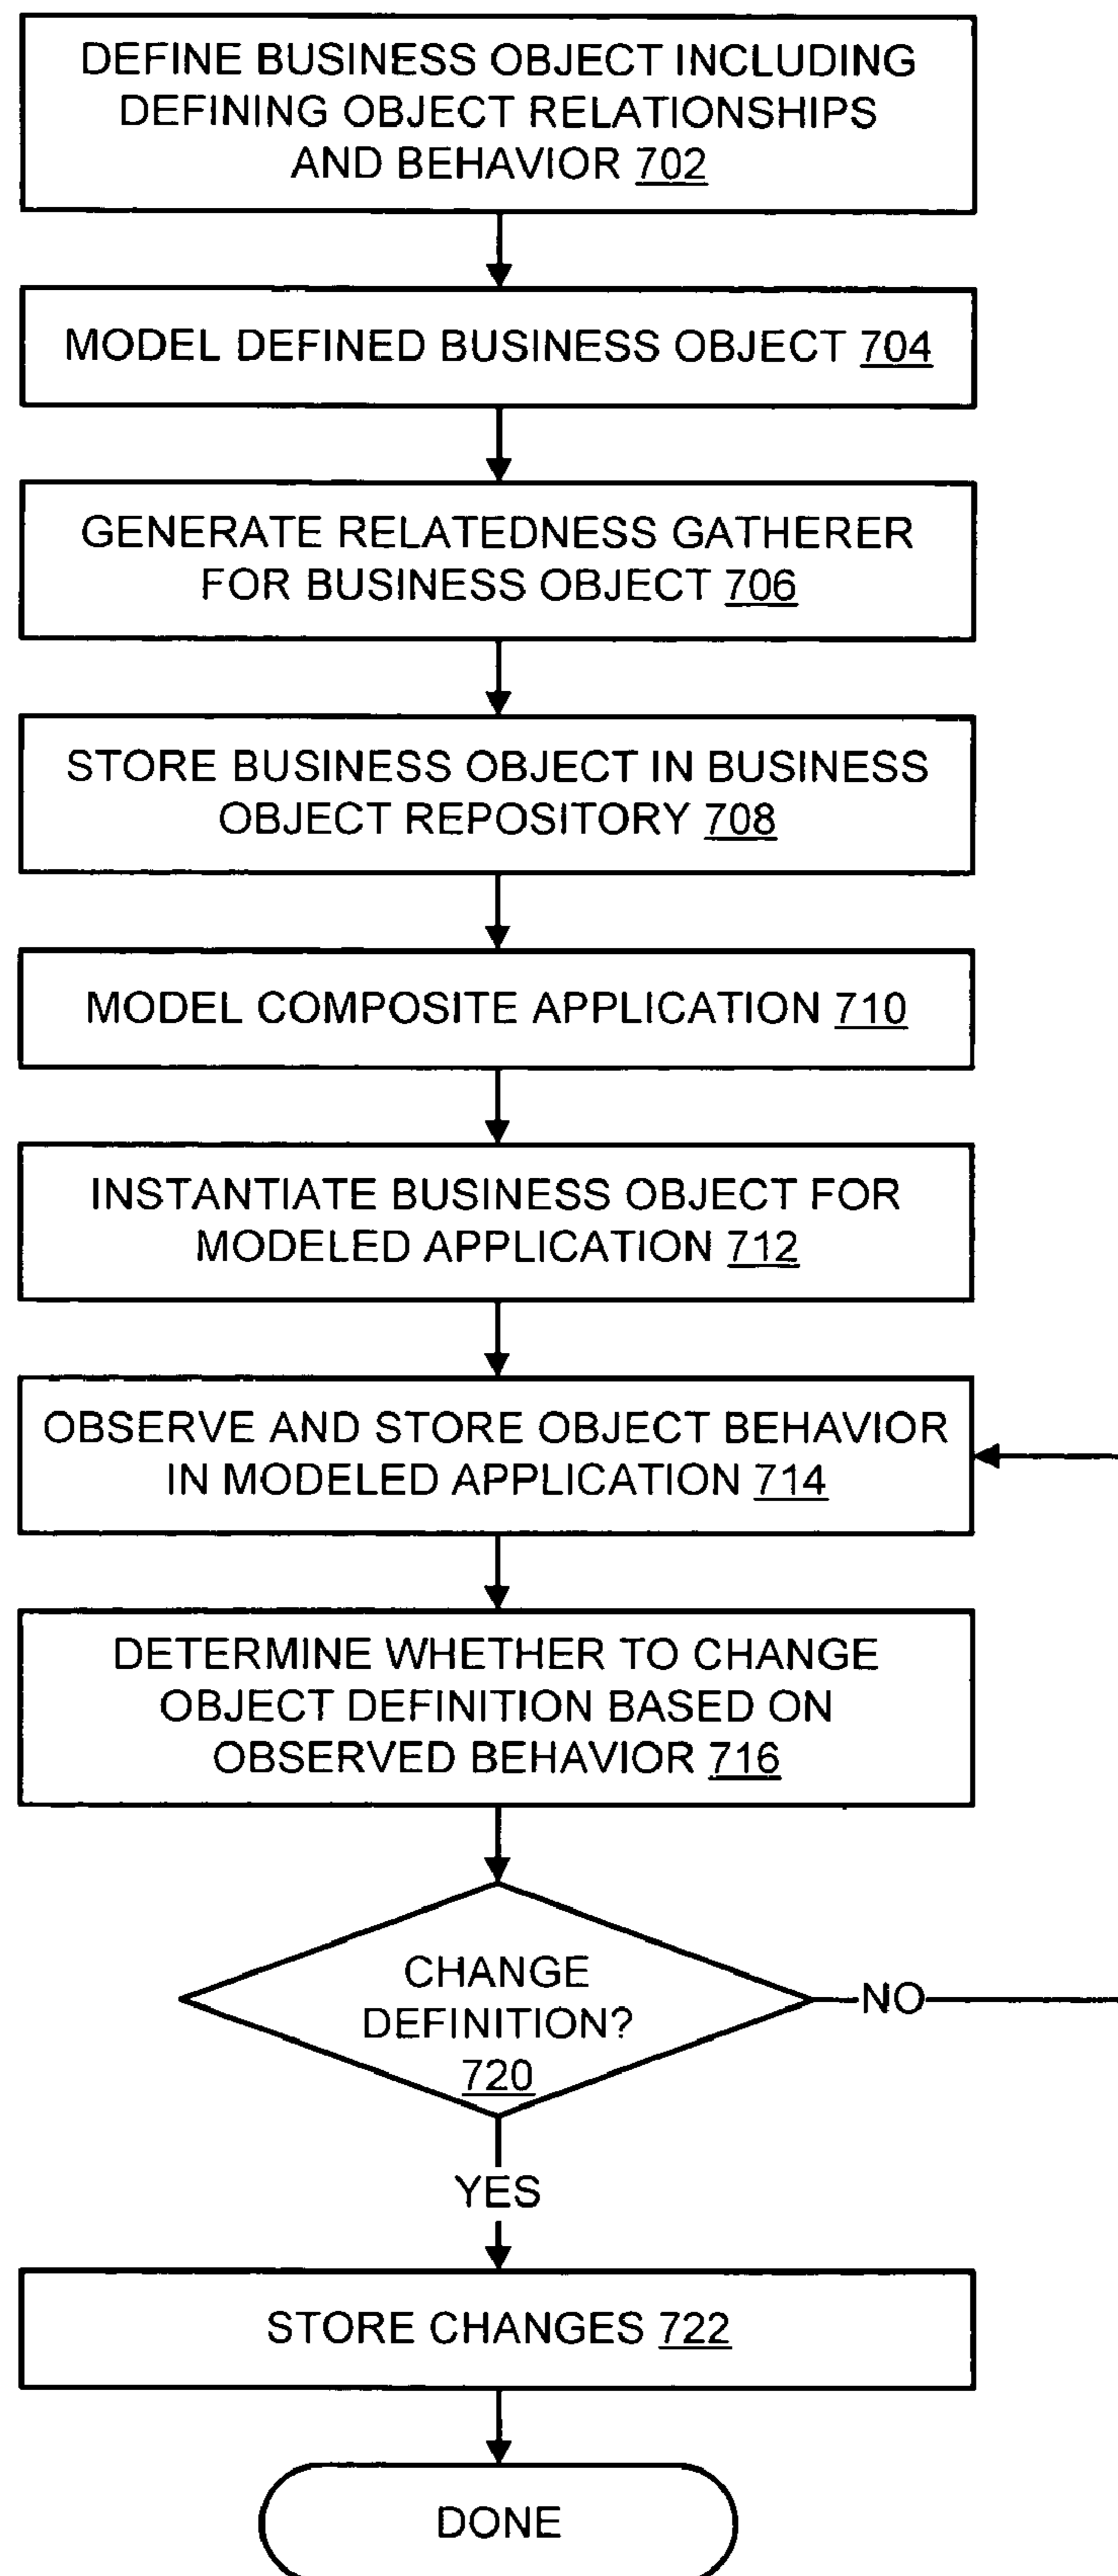 DEFINE BUSINESS OBJECT INCLUDING
DEFINING OBJECT RELATIONSHIPS
AND BEHAVIOR 702
MODEL DEFINED BUSINESS OBJECT 704
GENERATE RELATEDNESS GATHERER
FOR BUSINESS OBJECT 706
STORE BUSINESS OBJECT IN BUSINESS
OBJECT REPOSITORY 708
MODEL COMPOSITE APPLICATION 710
INSTANTIATE BUSINESS OBJECT FOR
MODELED APPLICATION 712
OBSERVE AND STORE OBJECT BEHAVIOR
IN MODELED APPLICATION 714
DETERMINE WHETHER TO CHANGE
OBJECT DEFINITION BASED ON
OBSERVED BEHAVIOR 716
CHANGE
DEFINITION?
720
NO
YES
STORE CHANGES 722
DONE